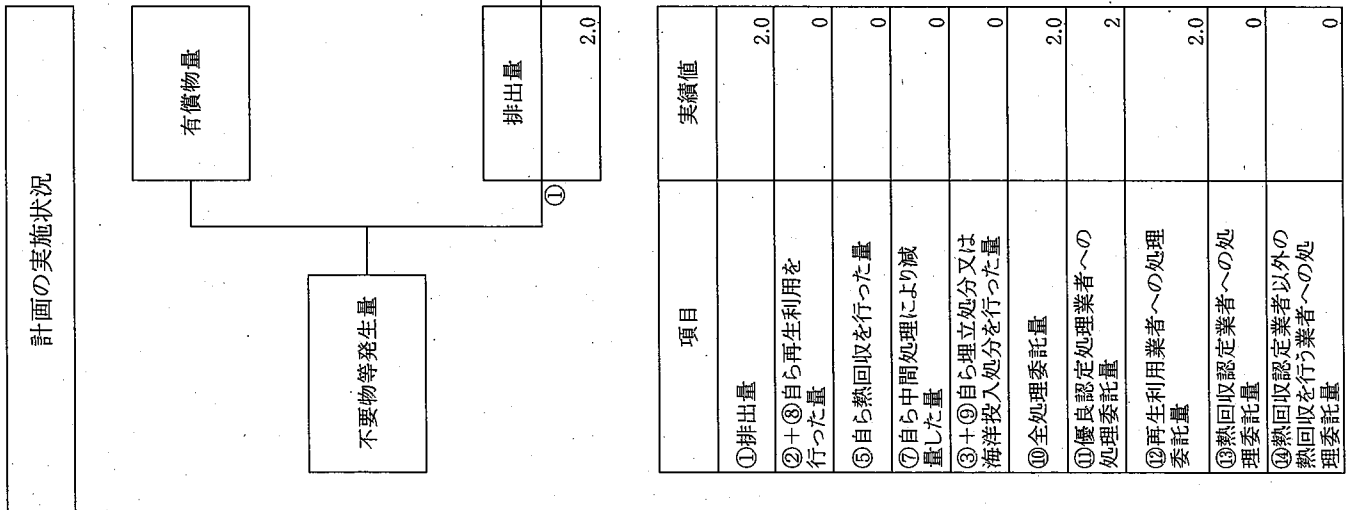 計画の実施状況
不要物等発生量
有償物量
①
排出量
2.0
項目
実績値
①排出量
2.0
②+⑧自ら再生利用を
行った量
0
⑤自ら熱回収を行った量
0
⑦自ら中間処理により減
量した量
0
③+⑨自ら埋立処分又は
海洋投入処分を行った量
0
⑩全処理委託量
2.0
⑪優良認定処理業者への
処理委託量
2
⑫再生利用業者への処理
委託量
2.0
⑬熱回収認定業者への処
理委託量
0
⑭熱回収認定業者以外の
熱回収を行う業者への処
理委託量
0